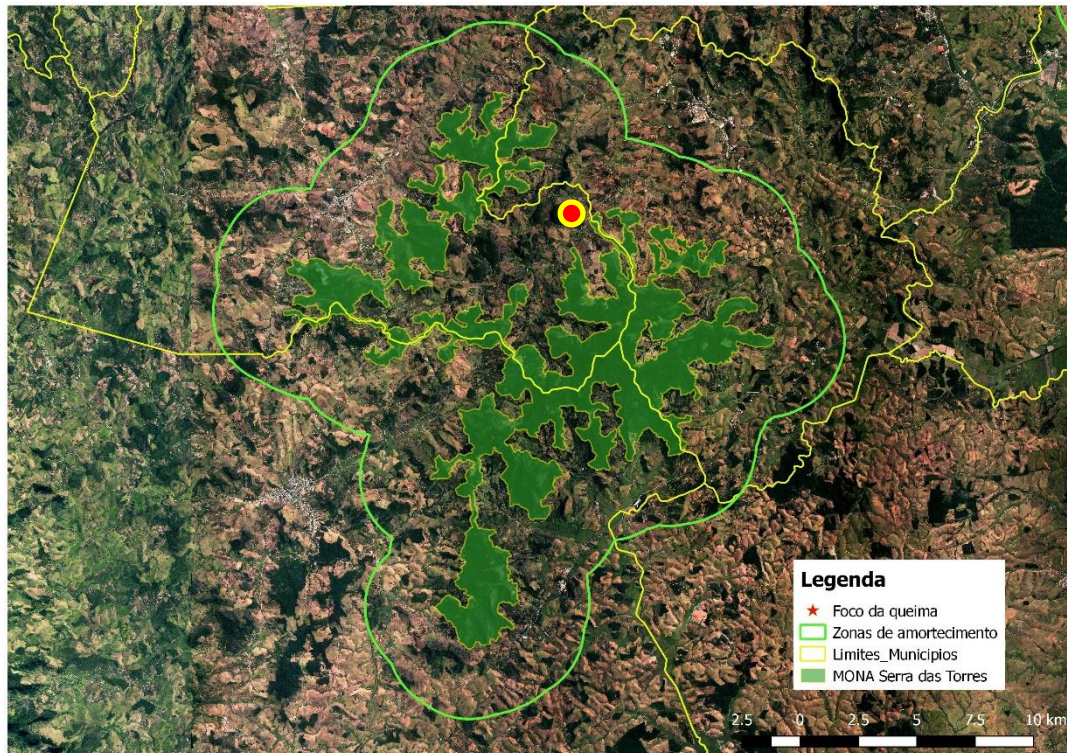 Legenda
Foco da queima
Zonas de amortecimento
Limites_Municipios
MONA Serra das Torres
2.5 0 2.5 5 7.5 10 km